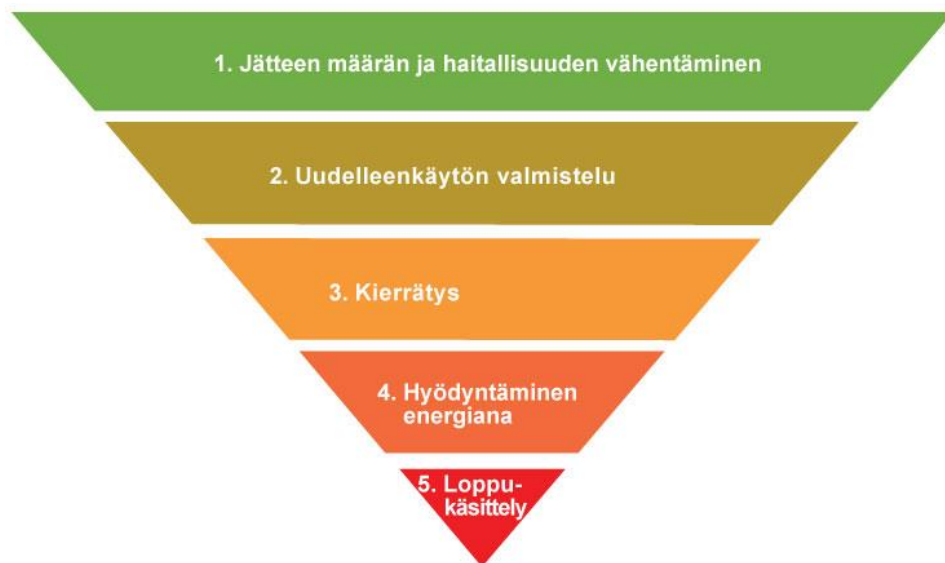 1. Jätteen määrän ja haitallisuuden vähentäminen
2. Uudelleenkäytön valmistelu
3. Kierrätys
4. Hyödyntäminen
energiana
5. Loppu-
käsittely